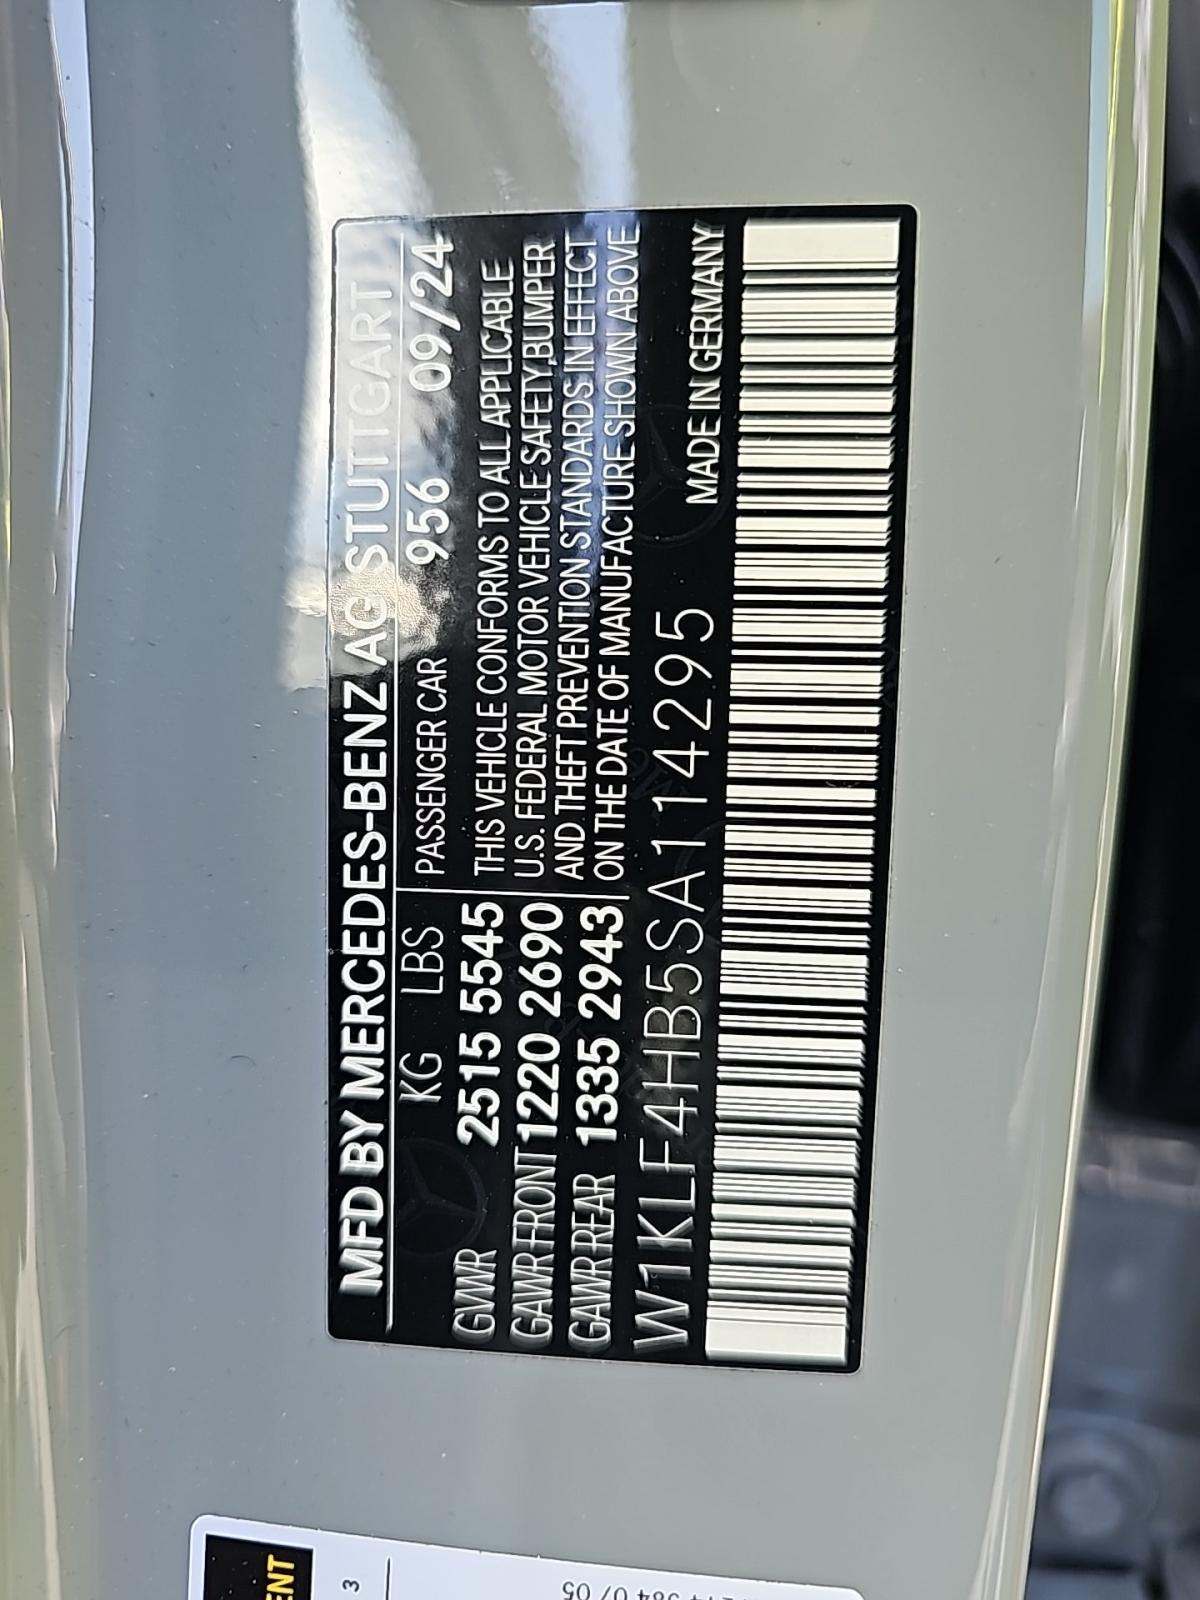 MFD BY MERCEDES-BENZ AG STUTTGART
KG LBS PASSENGER CAR 956 09/24
GVWR 2515 5545 THIS VEHICLE CONFORMS TO ALL APPLICABLE
GAWR FRONT 1220 2690 U.S. FEDERAL MOTOR VEHICLE SAFETY,BUMPER
GAWR REAR 1335 2943 AND THEFT PREVENTION STANDARDS IN EFFECT
ON THE DATE OF MANUFACTURE SHOWN ABOVE
W1KLF4HB5SA114295 MADE IN GERMANY
3